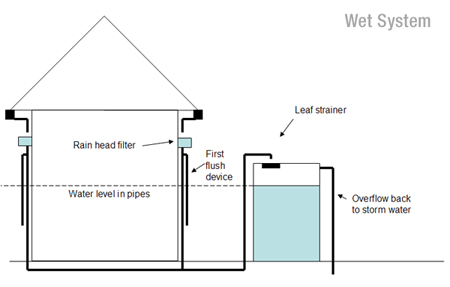 Wet System
Leaf strainer
Rain head filter
First
flush
device
Water level in pipes
Overflow back
to storm water